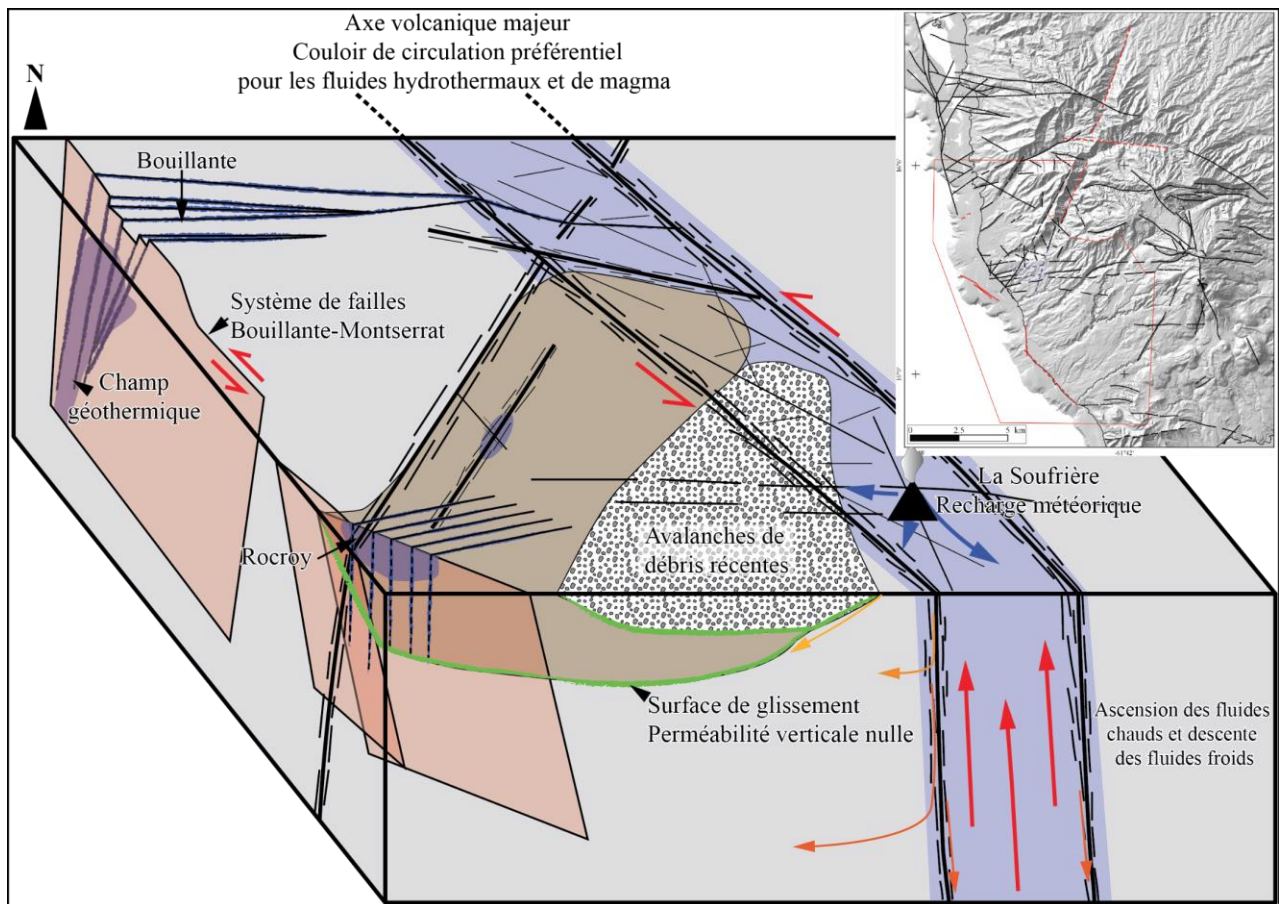 Axe volcanique majeur
Couloir de circulation préférentiel
pour les fluides hydrothermaux et de magma
N
Bouillante
Système de failles
Bouillante-Montserrat
Champ
géothermique
Rocroy
Avalanches de
débris récentes
La Soufrière
Recharge météorique
Surface de glissement
Perméabilité verticale nulle
Ascension des fluides
chauds et descente
des fluides froids
0 2.5 5 km
-61°42'